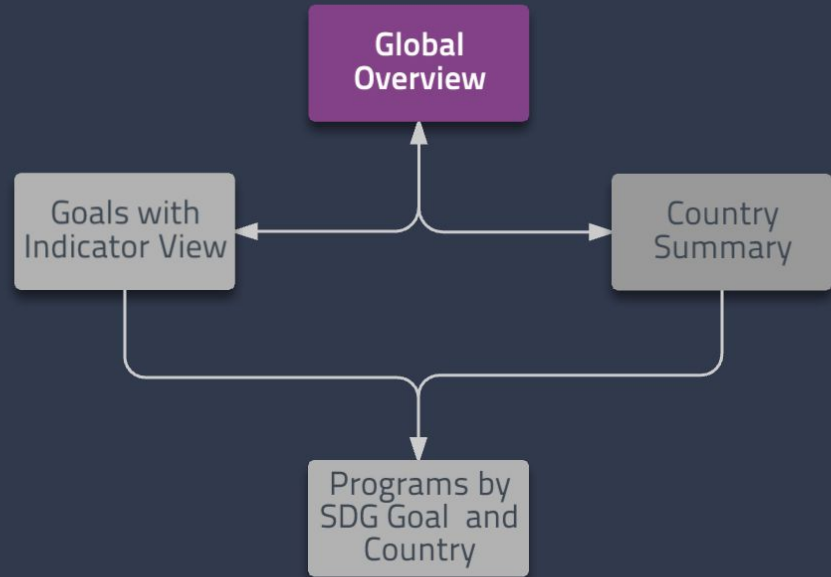 Global
Overview
Goals with
Indicator View
Country
Summary
Programs by
SDG Goal  and
Country